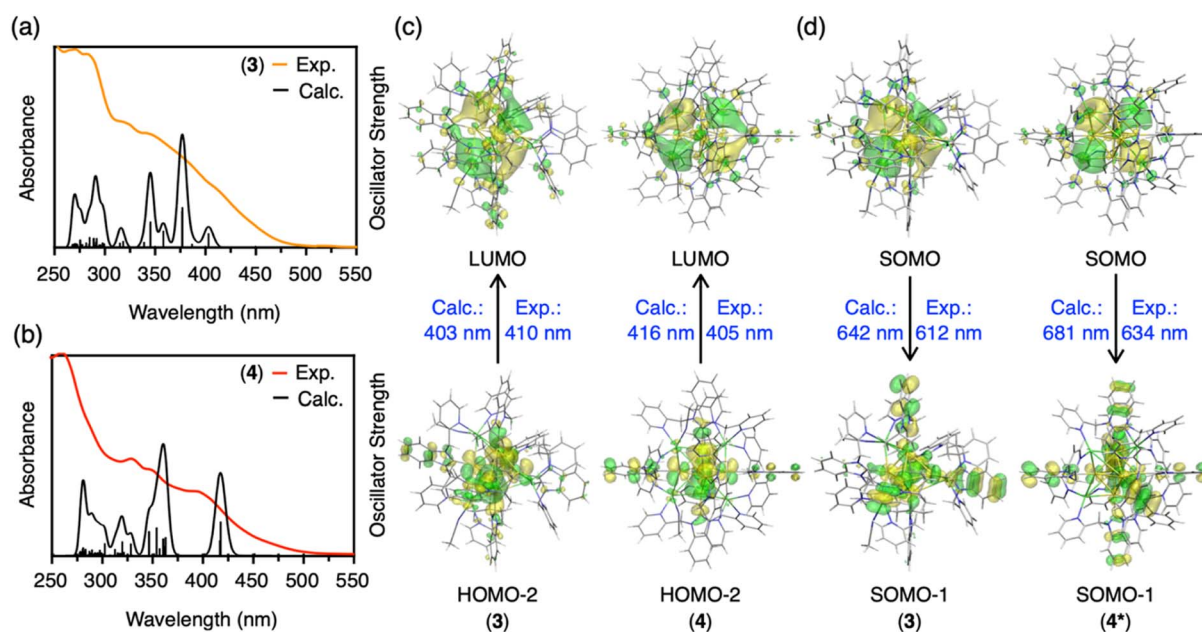 (a)
Absorbance
(3) Exp.
Calc.
Oscillator Strength
250 300 350 400 450 500 550
Wavelength (nm)
(b)
Absorbance
(4) Exp.
Calc.
Oscillator Strength
250 300 350 400 450 500 550
Wavelength (nm)
(c)
LUMO
LUMO
Calc.: 
403 nm
Exp.:
410 nm
Calc.:
416 nm
Exp.:
405 nm
HOMO-2
(3)
HOMO-2
(4)
(d)
SOMO
SOMO
Calc.:
642 nm
Exp.:
612 nm
Calc.:
681 nm
Exp.:
634 nm
SOMO-1
(3)
SOMO-1
(4*)